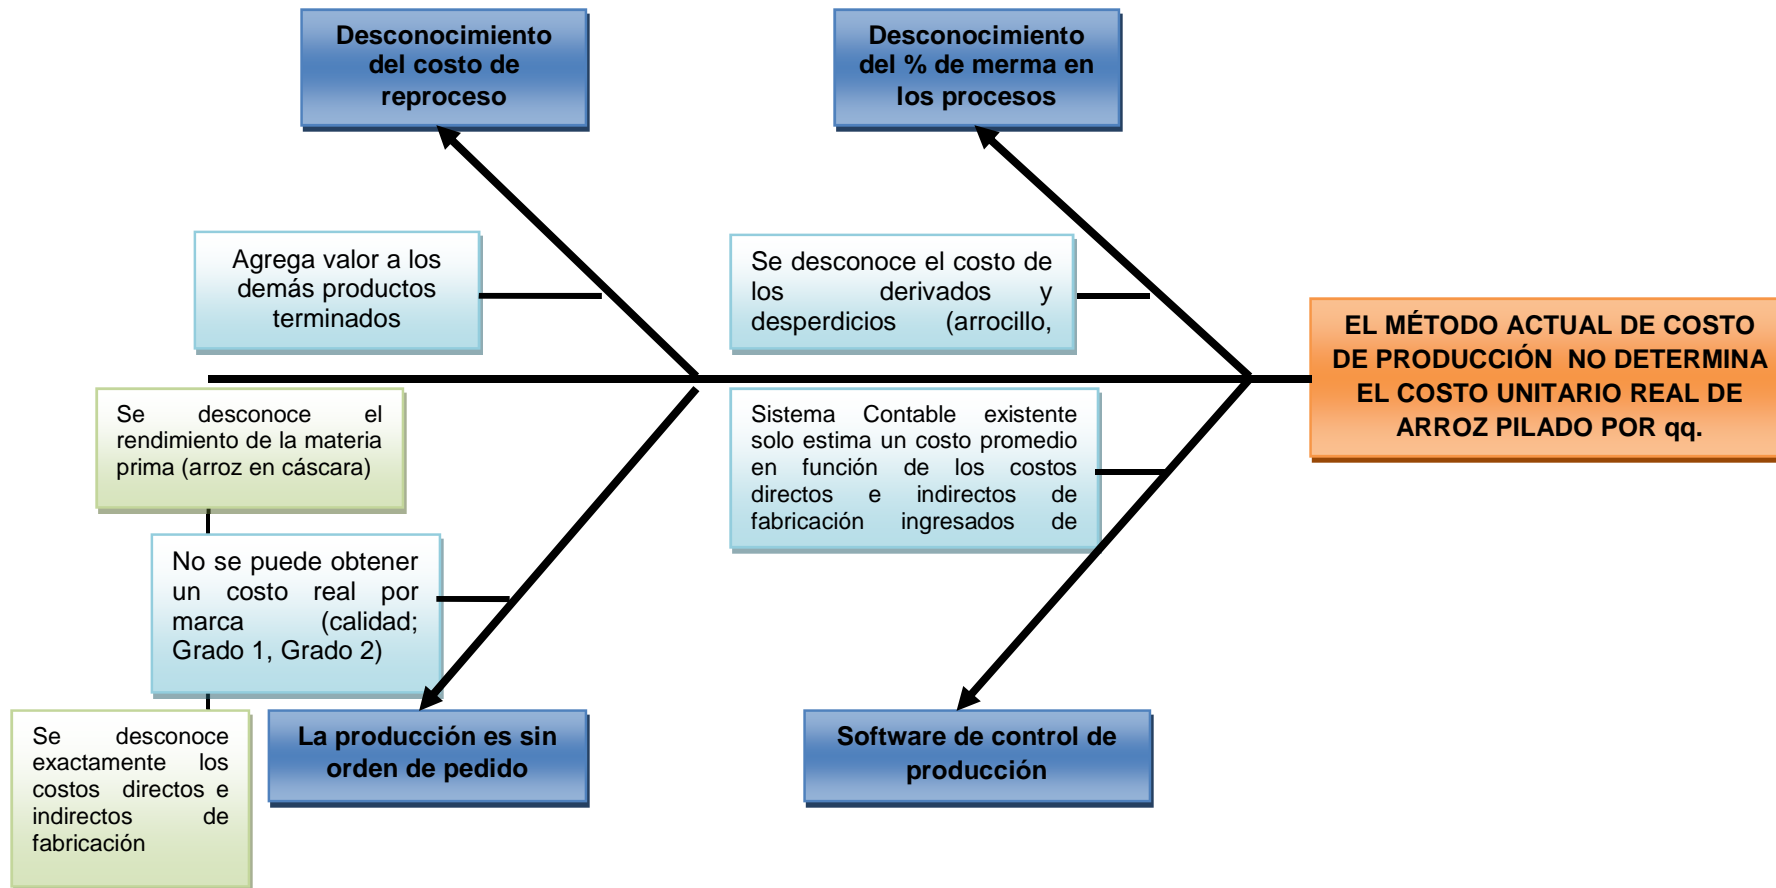 Desconocimiento
del costo de
reproceso
Desconocimiento
del % de merma en
los procesos
Agrega valor a los
demás productos
terminados
Se desconoce el costo de
los derivados y
desperdicios (arrocillo,
EL MÉTODO ACTUAL DE COSTO
DE PRODUCCIÓN NO DETERMINA
EL COSTO UNITARIO REAL DE
ARROZ PILADO POR qq.
Se desconoce el
rendimiento de la materia
prima (arroz en cáscara)
Sistema Contable existente
solo estima un costo promedio
en función de los costos
directos e indirectos de
fabricación ingresados de
No se puede obtener
un costo real por
marca (calidad;
Grado 1, Grado 2)
Se desconoce
exactamente los
costos directos e
indirectos de
fabricación
La producción es sin
orden de pedido
Software de control de
producción